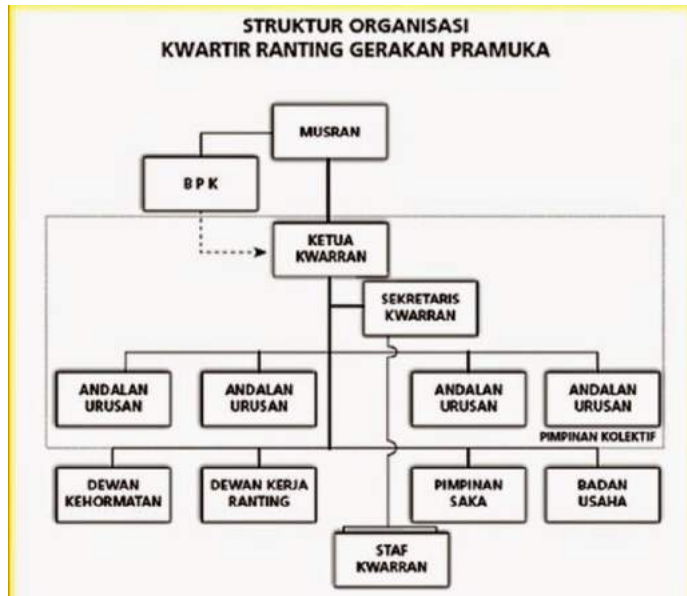 STRUKTUR ORGANISASI
KWARTIR RANTING GERAKAN PRAMUKA
MUSRAN
B P K
KETUA
KWARRAN
SEKRETARIS
KWARRAN
ANDALAN
URUSAN
ANDALAN
URUSAN
ANDALAN
URUSAN
ANDALAN
URUSAN
PIMPINAN KOLEKTIF
DEWAN
KEHORMATAN
DEWAN KERJA
RANTING
PIMPINAN
SAKA
BADAN
USAHA
STAF
KWARRAN